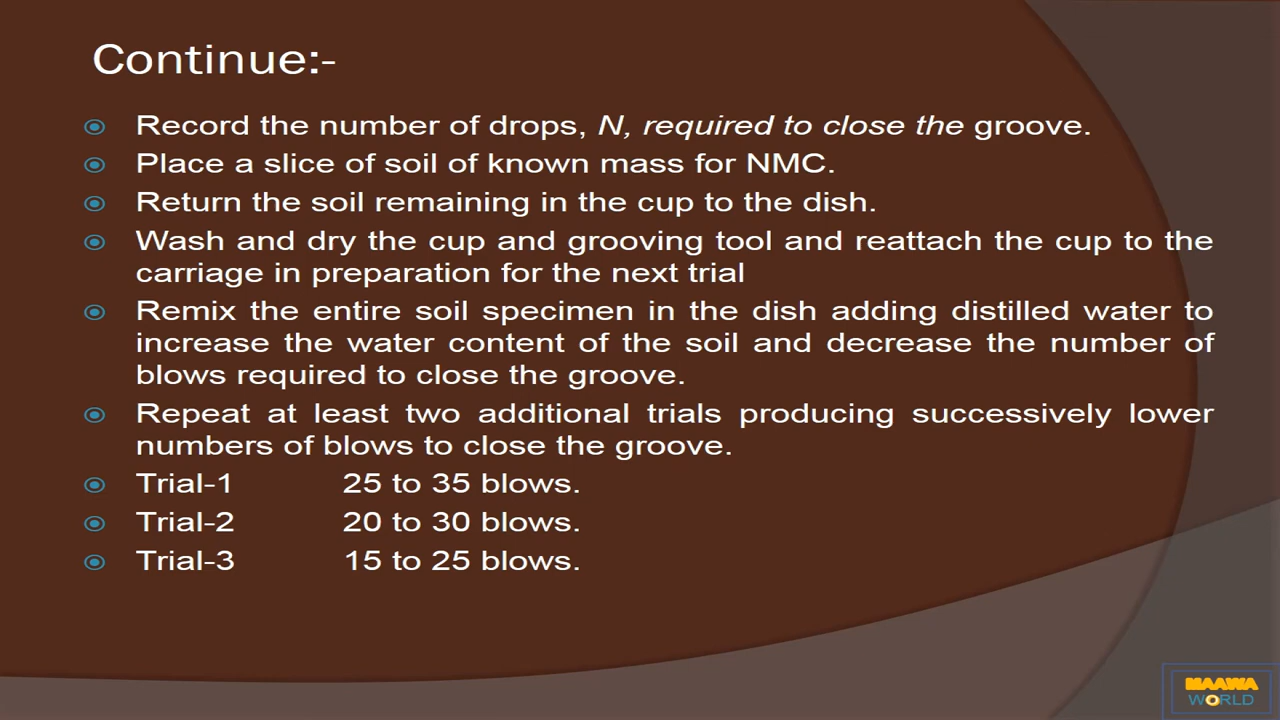 Continue:-
Record the number of drops, N, required to close the groove.
Place a slice of soil of known mass for NMC.
Return the soil remaining in the cup to the dish.
Wash and dry the cup and grooving tool and reattach the cup to the
carriage in preparation for the next trial
Remix the entire soil specimen in the dish adding distilled water to
increase the water content of the soil and decrease the number of
blows required to close the groove.
Repeat at least two additional trials producing successively lower
numbers of blows to close the groove.
Trial-1 25 to 35 blows.
Trial-2 20 to 30 blows.
Trial-3 15 to 25 blows.
MAAWA
WORLD